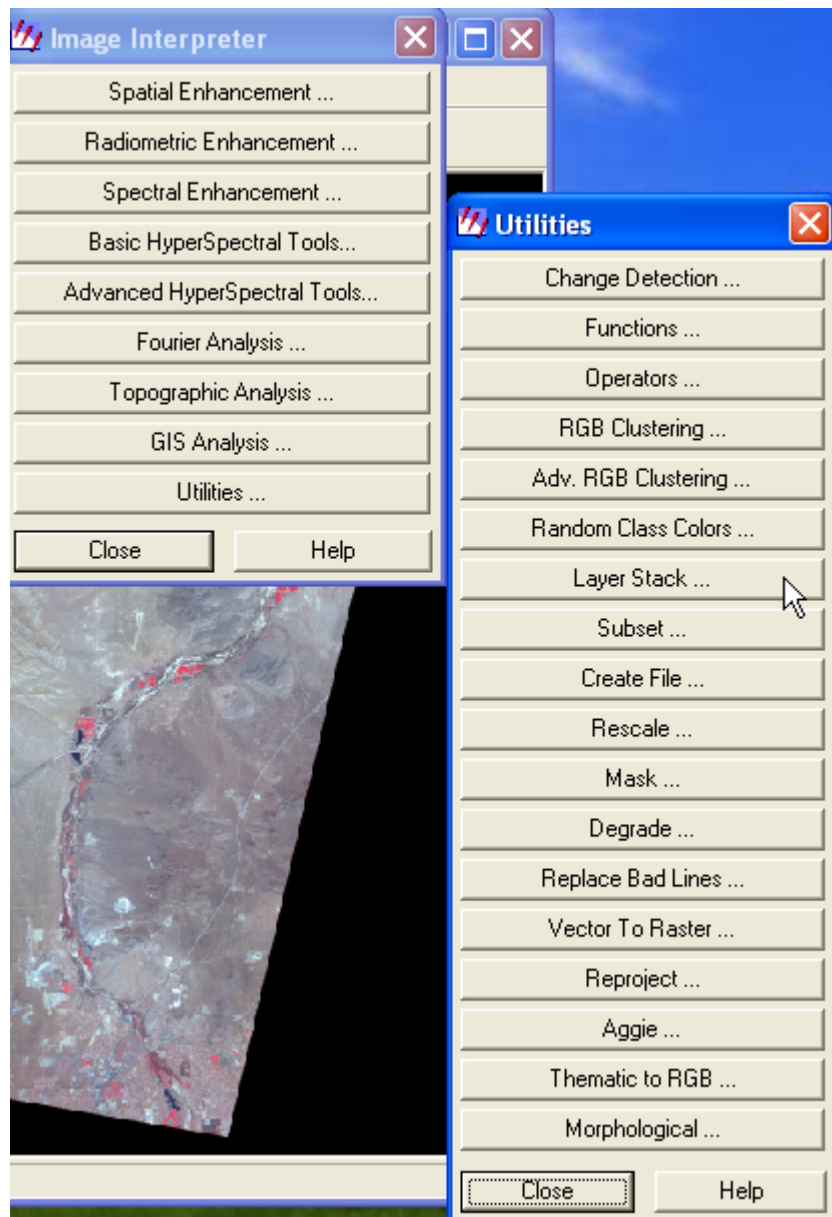 Image Interpreter
Spatial Enhancement ...
Radiometric Enhancement ...
Spectral Enhancement ...
Basic HyperSpectral Tools...
Advanced HyperSpectral Tools...
Fourier Analysis ...
Topographic Analysis ...
GIS Analysis ...
Utilities ...
Close Help
Utilities
Change Detection ...
Functions ...
Operators ...
RGB Clustering ...
Adv. RGB Clustering ...
Random Class Colors ...
Layer Stack ...
Subset ...
Create File ...
Rescale ...
Mask ...
Degrade ...
Replace Bad Lines ...
Vector To Raster ...
Reproject ...
Aggie ...
Thematic to RGB ...
Morphological ...
Close Help